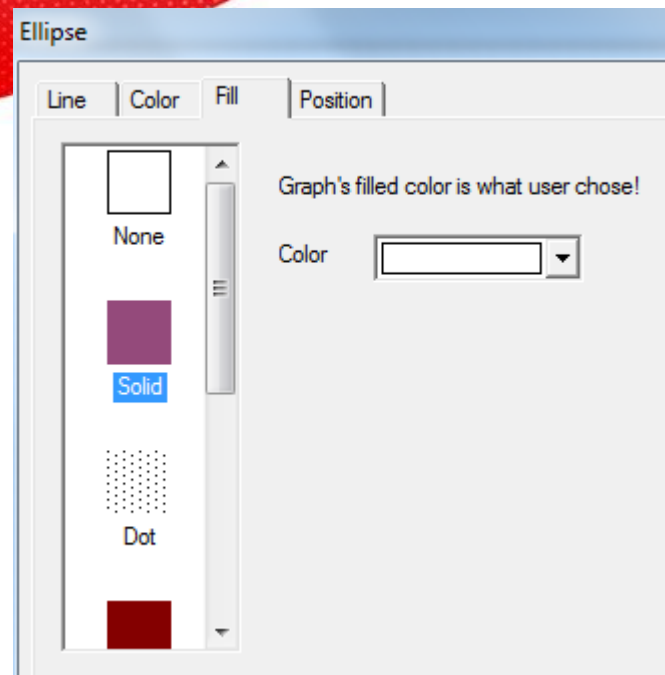 Ellipse
Line Color Fill Position
Graph's filled color is what user chose!
None
Color
Solid
Dot